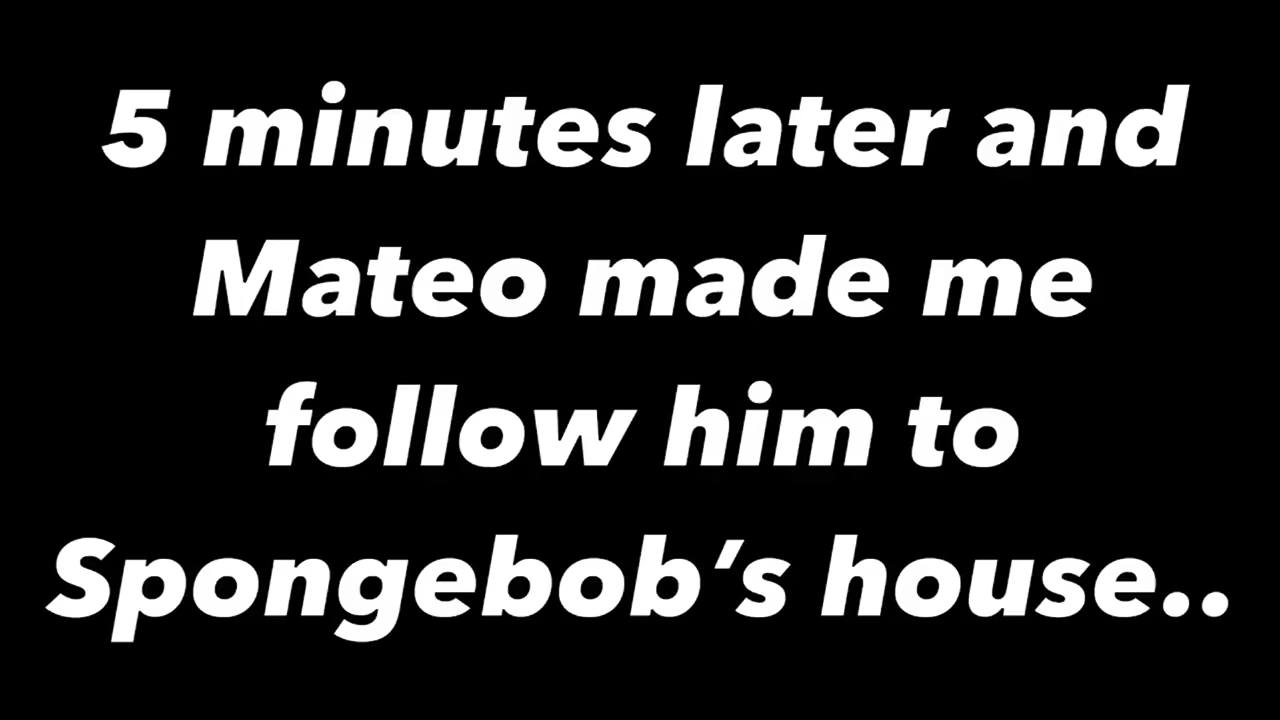 5 minutes later and
Mateo made me
follow him to
Spongebob’s house..